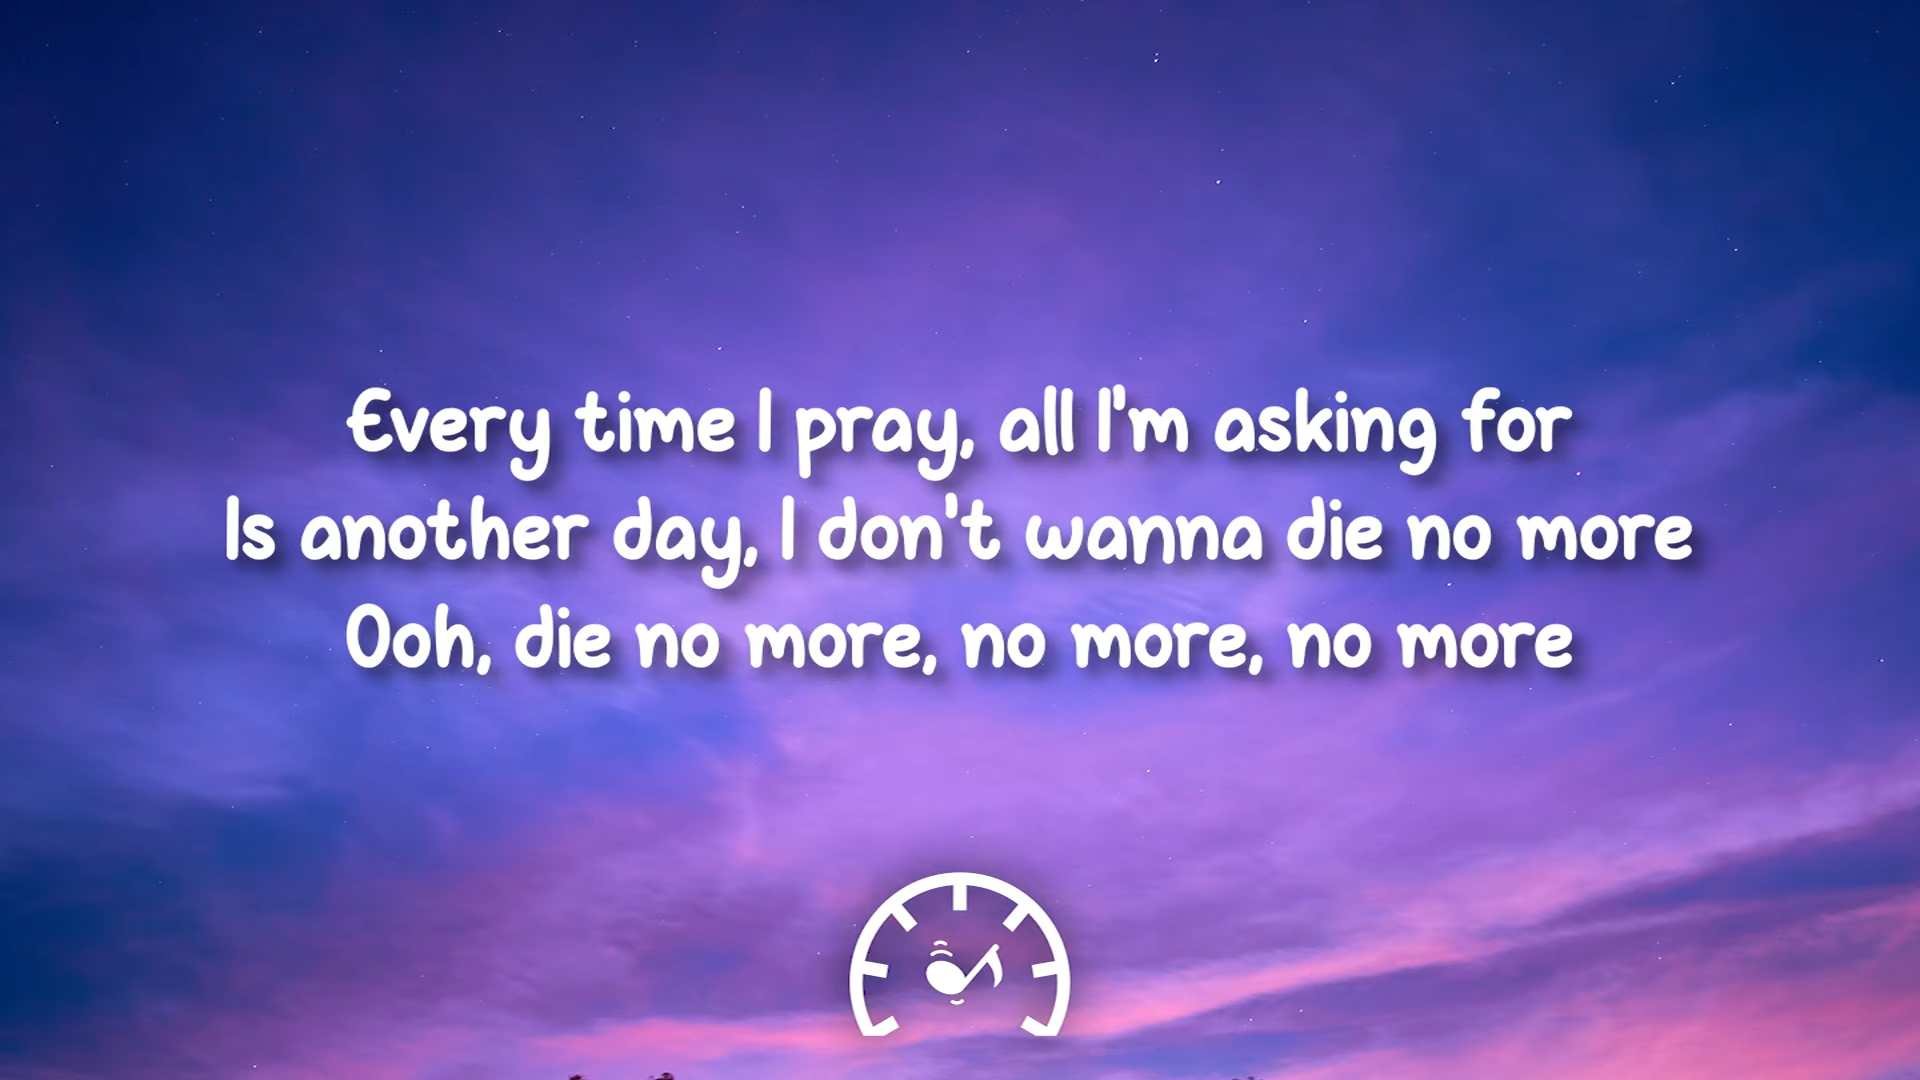 Every time I pray, all I'm asking for
Is another day, I don't wanna die no more
Ooh, die no more, no more, no more